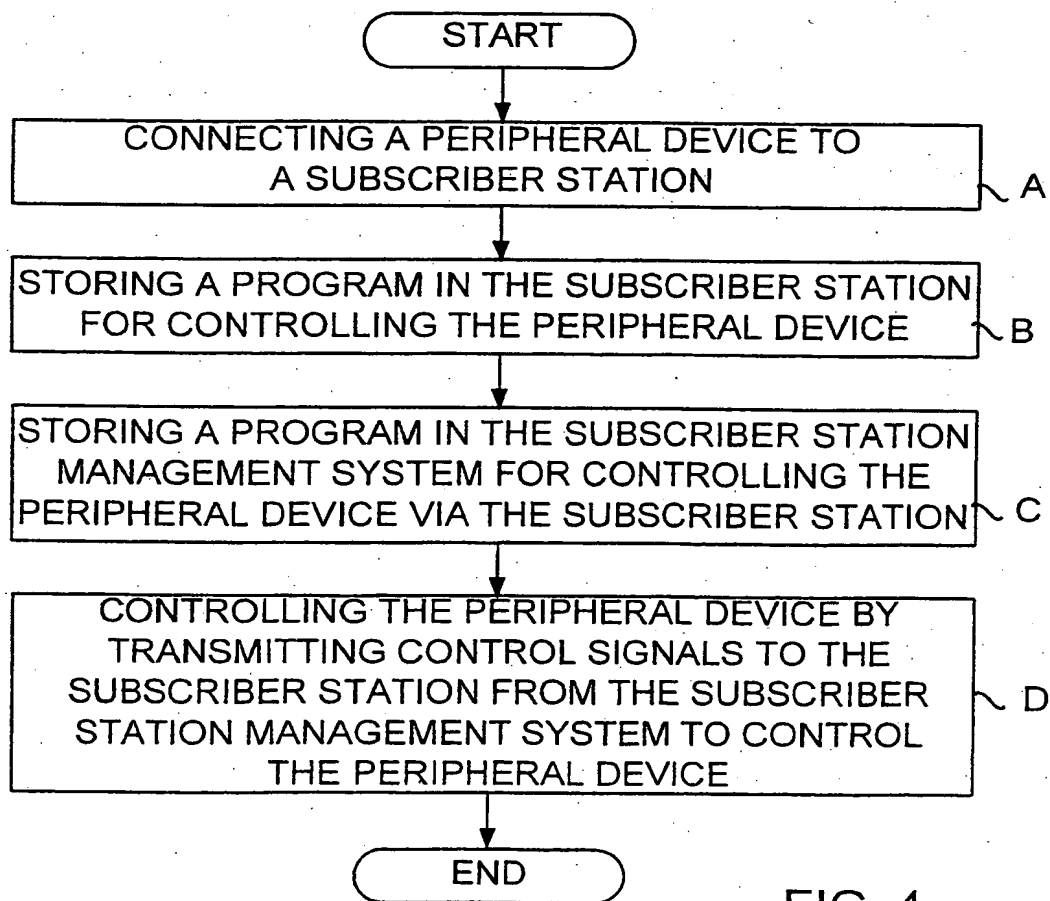 START
CONNECTING A PERIPHERAL DEVICE TO
A SUBSCRIBER STATION
A
STORING A PROGRAM IN THE SUBSCRIBER STATION
FOR CONTROLLING THE PERIPHERAL DEVICE
B
STORING A PROGRAM IN THE SUBSCRIBER STATION
MANAGEMENT SYSTEM FOR CONTROLLING THE
PERIPHERAL DEVICE VIA THE SUBSCRIBER STATION
C
CONTROLLING THE PERIPHERAL DEVICE BY
TRANSMITTING CONTROL SIGNALS TO THE
SUBSCRIBER STATION FROM THE SUBSCRIBER
STATION MANAGEMENT SYSTEM TO CONTROL
THE PERIPHERAL DEVICE
D
END
FIG. 4